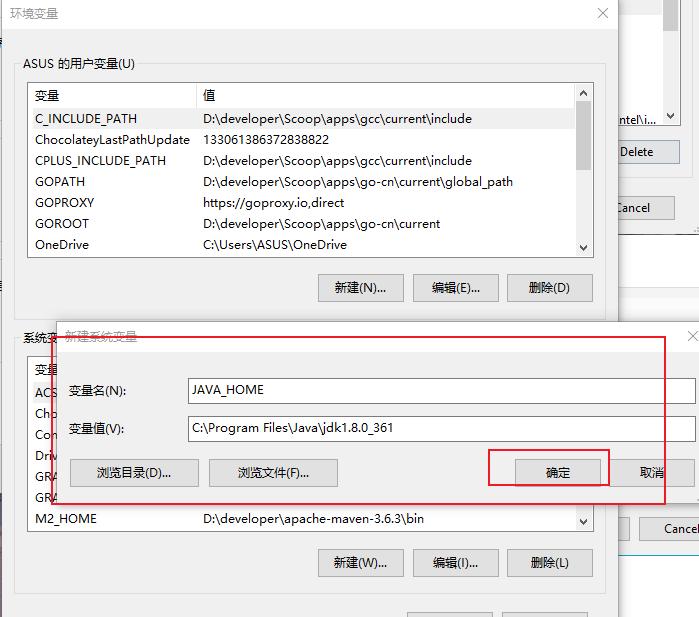 环境变量
ASUS 的用户变量(U)
变量 值
C_INCLUDE_PATH D:\developer\Scoop\apps\gcc\current\include
ChocolateyLastPathUpdate 133061386372838822
CPLUS_INCLUDE_PATH D:\developer\Scoop\apps\gcc\current\include
GOPATH D:\developer\Scoop\apps\go-cn\current\global_path
GOPROXY https://goproxy.io,direct
GOROOT D:\developer\Scoop\apps\go-cn\current
OneDrive C:\Users\ASUS\OneDrive
新建(N)... 编辑(E)... 删除(D)
ntel\i...
Delete
Cancel
系统变
新建系统变量
变量
ACS
Cho
Con
Driv
GRA
GRA
变量名(N): JAVA_HOME
变量值(V): C:\Program Files\Java\jdk1.8.0_361
浏览目录(D)... 浏览文件(F)... 确定 取消
M2_HOME D:\developer\apache-maven-3.6.3\bin
Cancel
新建(W)... 编辑(I)... 删除(L)